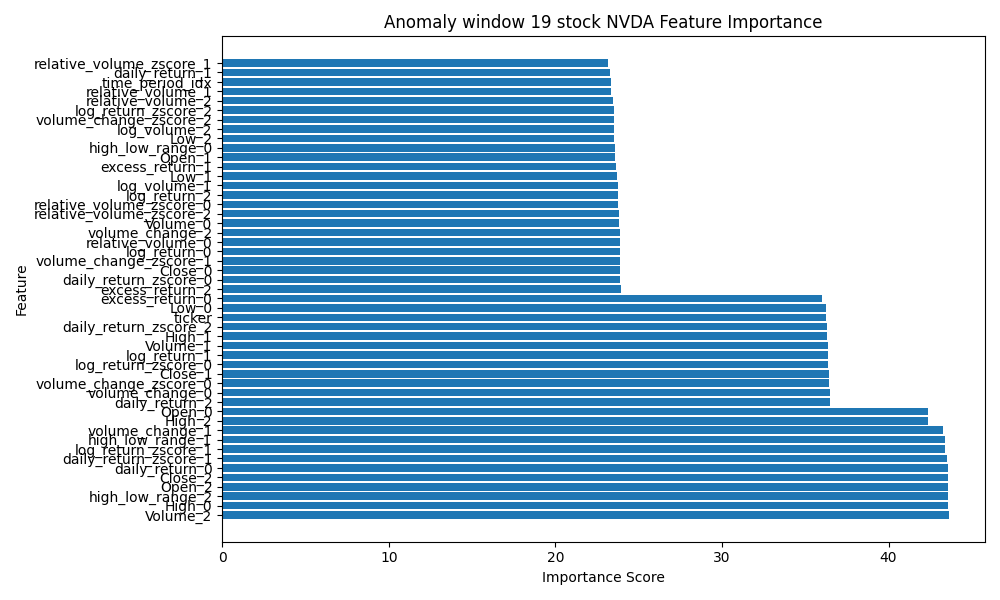 Anomaly window 19 stock NVDA Feature Importance
relative_volume_zscore_1
daily_return_1
time_period_idx
relative_volume_1
relative_volume_2
log_return_zscore_2
volume_change_zscore_2
log_volume_2
Low_2
high_low_range_0
Open_1
excess_return_1
Low_1
log_volume_1
log_return_2
relative_volume_zscore_0
relative_volume_zscore_2
Volume_0
volume_change_2
relative_volume_0
log_return_0
volume_change_zscore_1
Close_0
daily_return_zscore_0
excess_return_2
excess_return_0
Low_0
ticker
daily_return_zscore_2
High_1
Volume_1
log_return_1
log_return_zscore_0
Close_1
volume_change_zscore_0
volume_change_0
daily_return_2
Open_0
High_2
volume_change_1
high_low_range_1
log_return_zscore_1
daily_return_zscore_1
daily_return_0
Close_2
Open_2
high_low_range_2
High_0
Volume_2
Feature
0 10 20 30 40
Importance Score